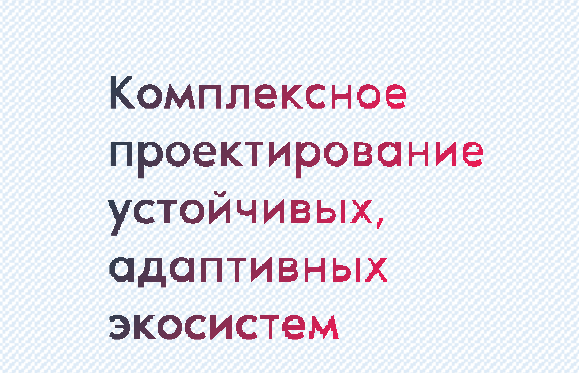 Комплексное
проектирование
устойчивых,
адаптивных
экосистем